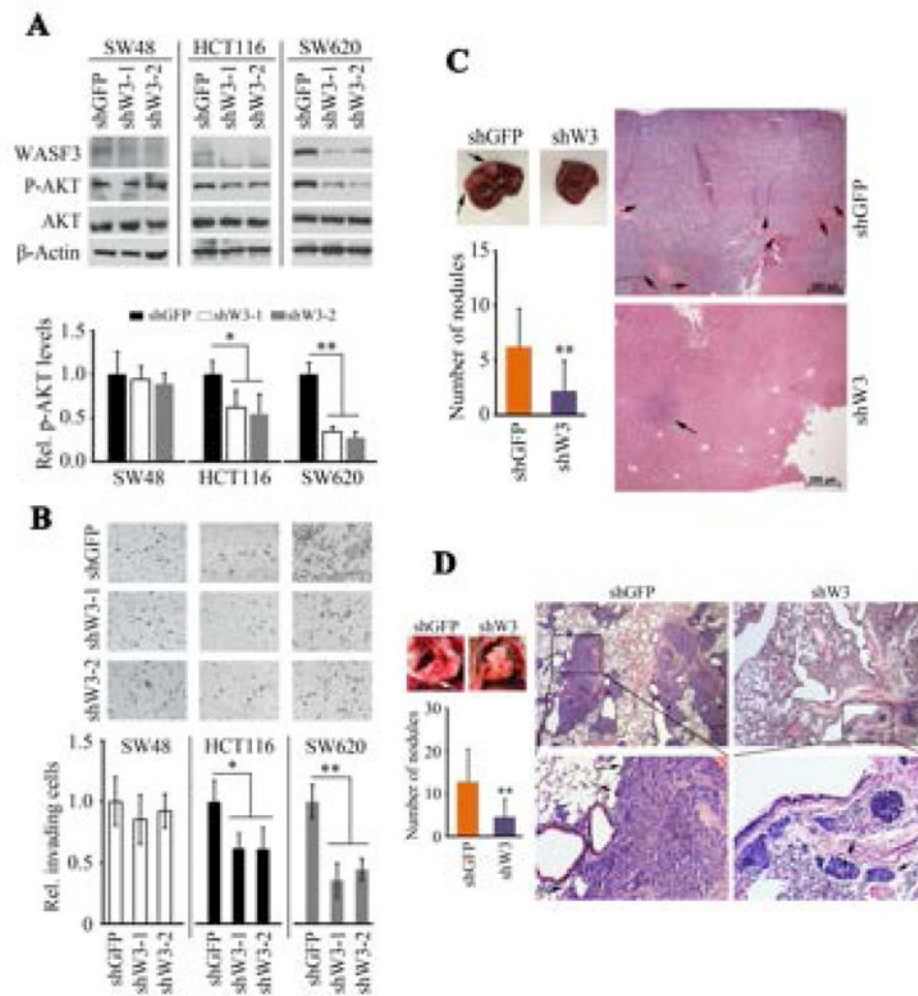 A
SW48 HCT116 SW620
shGFP shW3-1 shW3-2 shGFP shW3-1 shW3-2 shGFP shW3-1 shW3-2
WASF3
P-AKT
AKT
β-Actin
shGFP shW3-1 shW3-2
Rel. p-AKT levels
1.5
1.0
0.5
0.0
* **
SW48 HCT116 SW620
B
shGFP
shW3-1
shW3-2
SW48 HCT116 SW620
Rel. invading cells
1.5
1.0
0.5
0
* **
shGFP shW3-1 shW3-2 shGFP shW3-1 shW3-2 shGFP shW3-1 shW3-2
C
shGFP shW3
Number of nodules
15
10
5
0
**
shGFP shW3
shGFP
shW3
D
shGFP shW3
shGFP shW3
Number of nodules
30
20
10
0
**
shGFP shW3